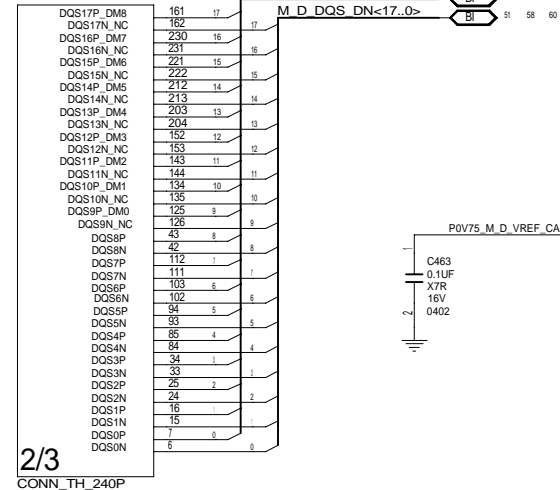 BI
DQS17P_DM8 161 17 M_D_DQS_DN<17..0> BI 51 58 60
DQS17N_NC 162 17
DQS16P_DM7 230 16
DQS16N_NC 231 16
DQS15P_DM6 221 15
DQS15N_NC 222 15
DQS14P_DM5 212 14
DQS14N_NC 213 14
DQS13P_DM4 203 13
DQS13N_NC 204 13
DQS12P_DM3 152 12
DQS12N_NC 153 12
DQS11P_DM2 143 11
DQS11N_NC 144 11
DQS10P_DM1 134 10
DQS10N_NC 135 10
DQS9P_DM0 125 9
DQS9N_NC 126 9
DQS8P 43 8
DQS8N 42 8
DQS7P 112 7
DQS7N 111 7
DQS6P 103 6
DQS6N 102 6
DQS5P 94 5
DQS5N 93 5
DQS4P 85 4
DQS4N 84 4
DQS3P 34 3
DQS3N 33 3
DQS2P 25 2
DQS2N 24 2
DQS1P 16 1
DQS1N 15 1
DQS0P 7 0
DQS0N 6 0
2/3
CONN_TH_240P
P0V75_M_D_VREF_CA
1
C463
0.1UF
X7R
16V
2 0402